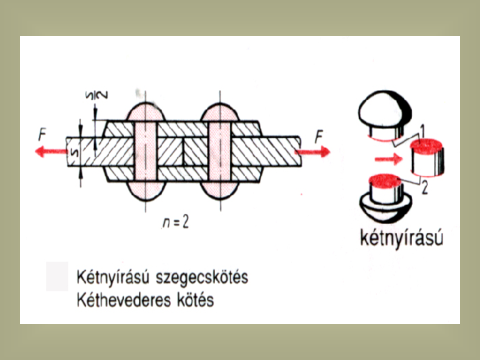 s/2
F
s
F
n = 2
1
2
kétnyírású
Kétnyírású szegecskötés
Kéthevederes kötés